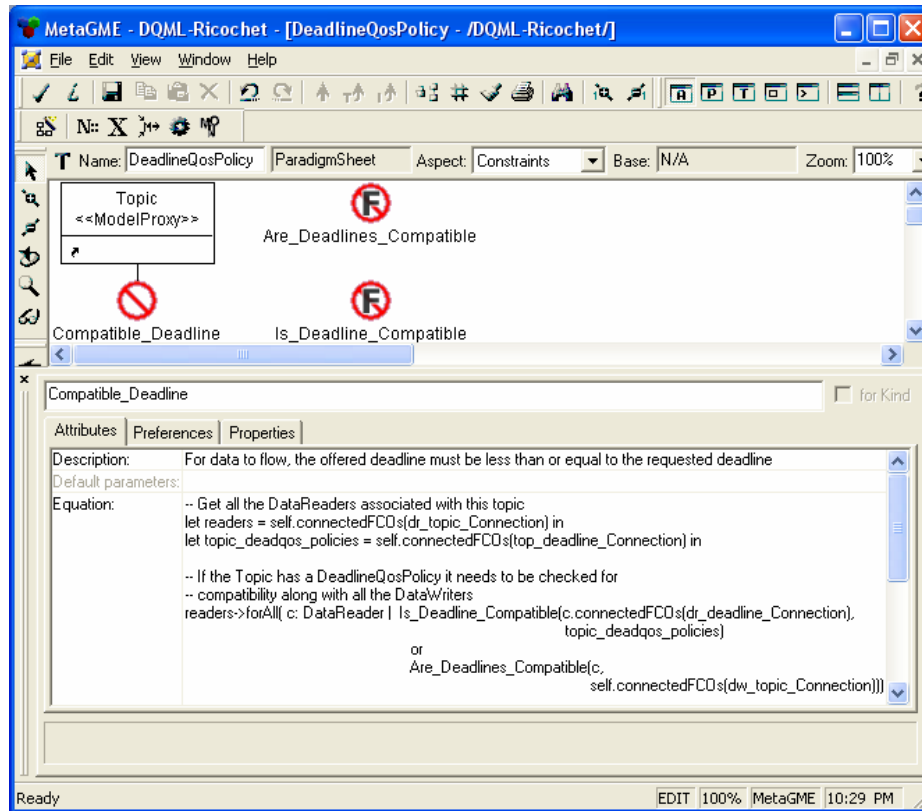 MetaGME - DQML-Ricochet - [DeadlineQosPolicy - /DQML-Ricochet/]
File Edit View Window Help
Name: DeadlineQosPolicy ParadigmSheet Aspect: Constraints Base: N/A Zoom: 100%
Topic
<<ModelProxy>>
Are_Deadlines_Compatible
Compatible_Deadline Is_Deadline_Compatible
Compatible_Deadline for Kind
Attributes Preferences Properties
Description: For data to flow, the offered deadline must be less than or equal to the requested deadline
Default parameters:
Equation: -- Get all the DataReaders associated with this topic
let readers = self.connectedFCOs(dr_topic_Connection) in
let topic_deadqos_policies = self.connectedFCOs(top_deadline_Connection) in
-- If the Topic has a DeadlineQosPolicy it needs to be checked for
-- compatibility along with all the DataWriters
readers->forAll( c: DataReader | Is_Deadline_Compatible(c.connectedFCOs(dr_deadline_Connection),
topic_deadqos_policies)
or
Are_Deadlines_Compatible(c,
self.connectedFCOs(dw_topic_Connection)))
Ready EDIT 100% MetaGME 10:29 PM